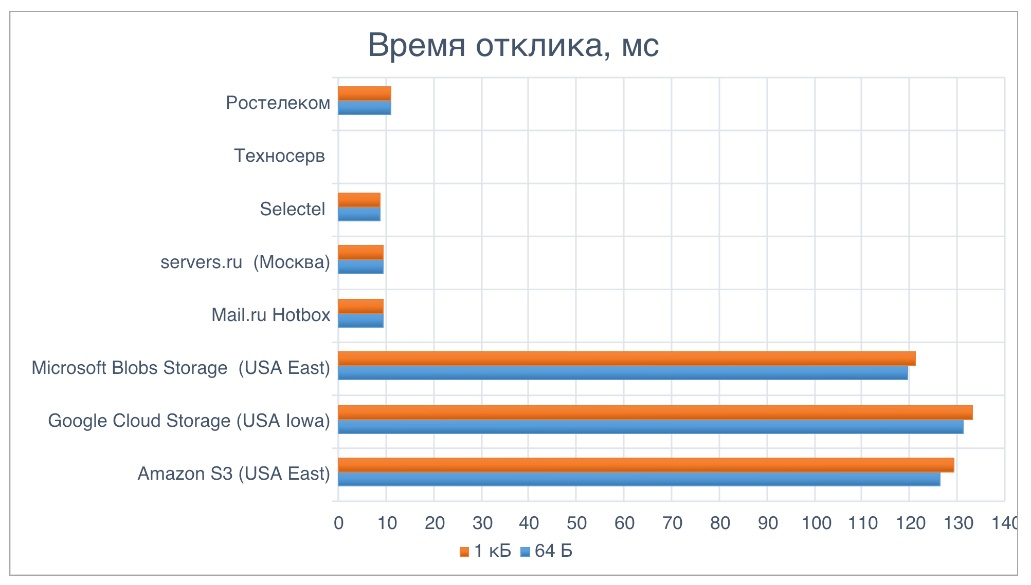 Время отклика, мс
Ростелеком
Техносерв
Selectel
servers.ru (Москва)
Mail.ru Hotbox
Microsoft Blobs Storage (USA East)
Google Cloud Storage (USA Iowa)
Amazon S3 (USA East)
0 10 20 30 40 50 60 70 80 90 100 110 120 130 140
1 кБ 64 Б